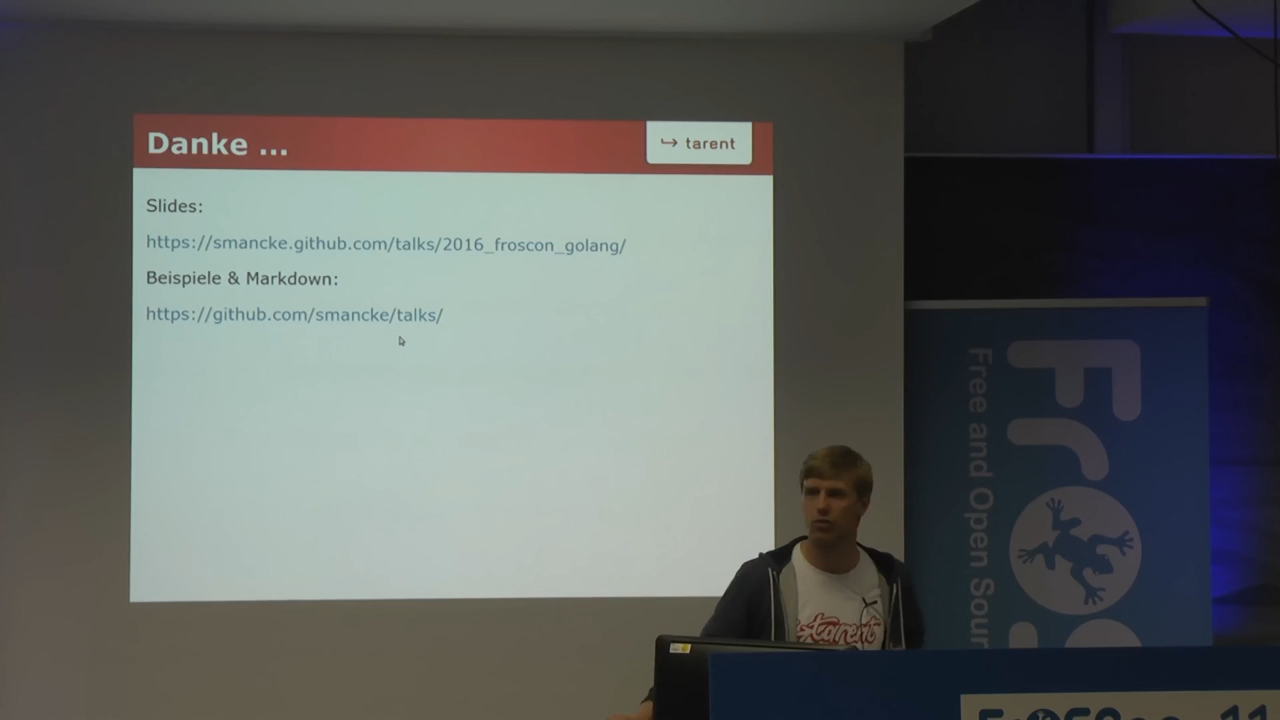 Danke ...
↪ tarent
Slides:
https://smancke.github.com/talks/2016_froscon_golang/
Beispiele & Markdown:
https://github.com/smancke/talks/
Free and Open Sour
tarent